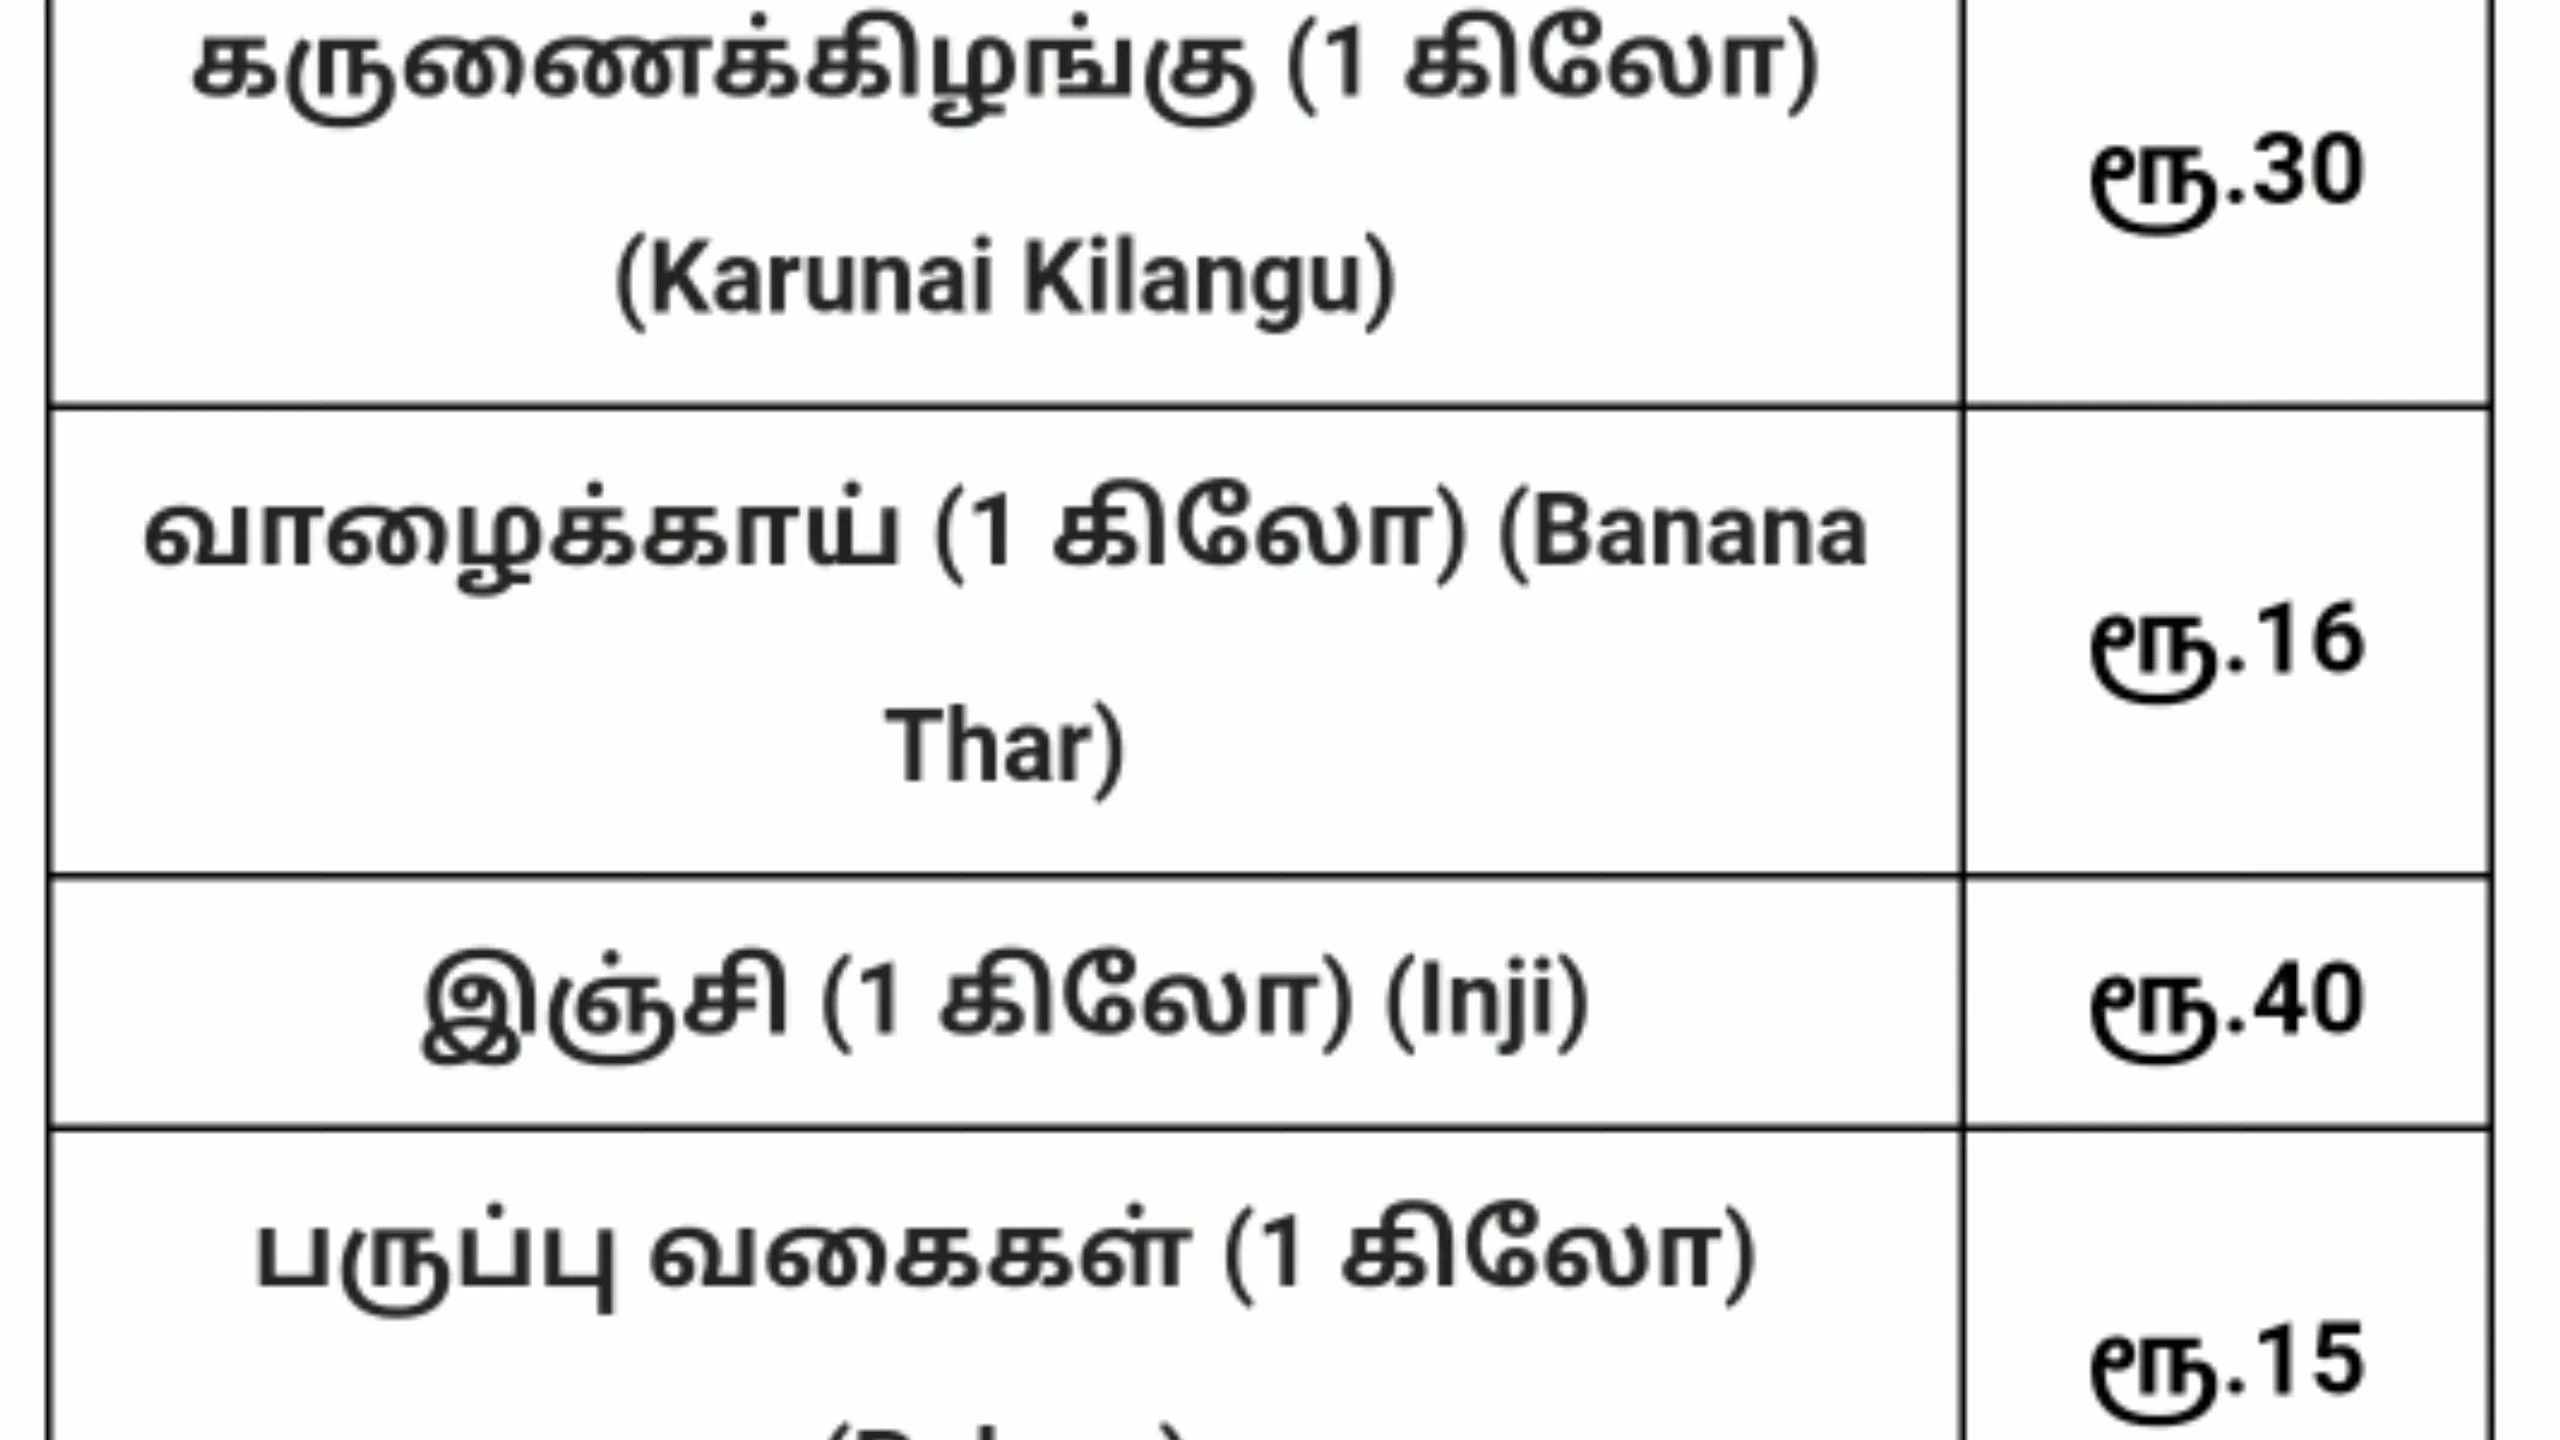 கருணைக்கிழங்கு (1 கிலோ)
(Karunai Kilangu)
ரூ.30
வாழைக்காய் (1 கிலோ) (Banana
Thar)
ரூ.16
இஞ்சி (1 கிலோ) (Inji)
ரூ.40
பருப்பு வகைகள் (1 கிலோ)
ரூ.15